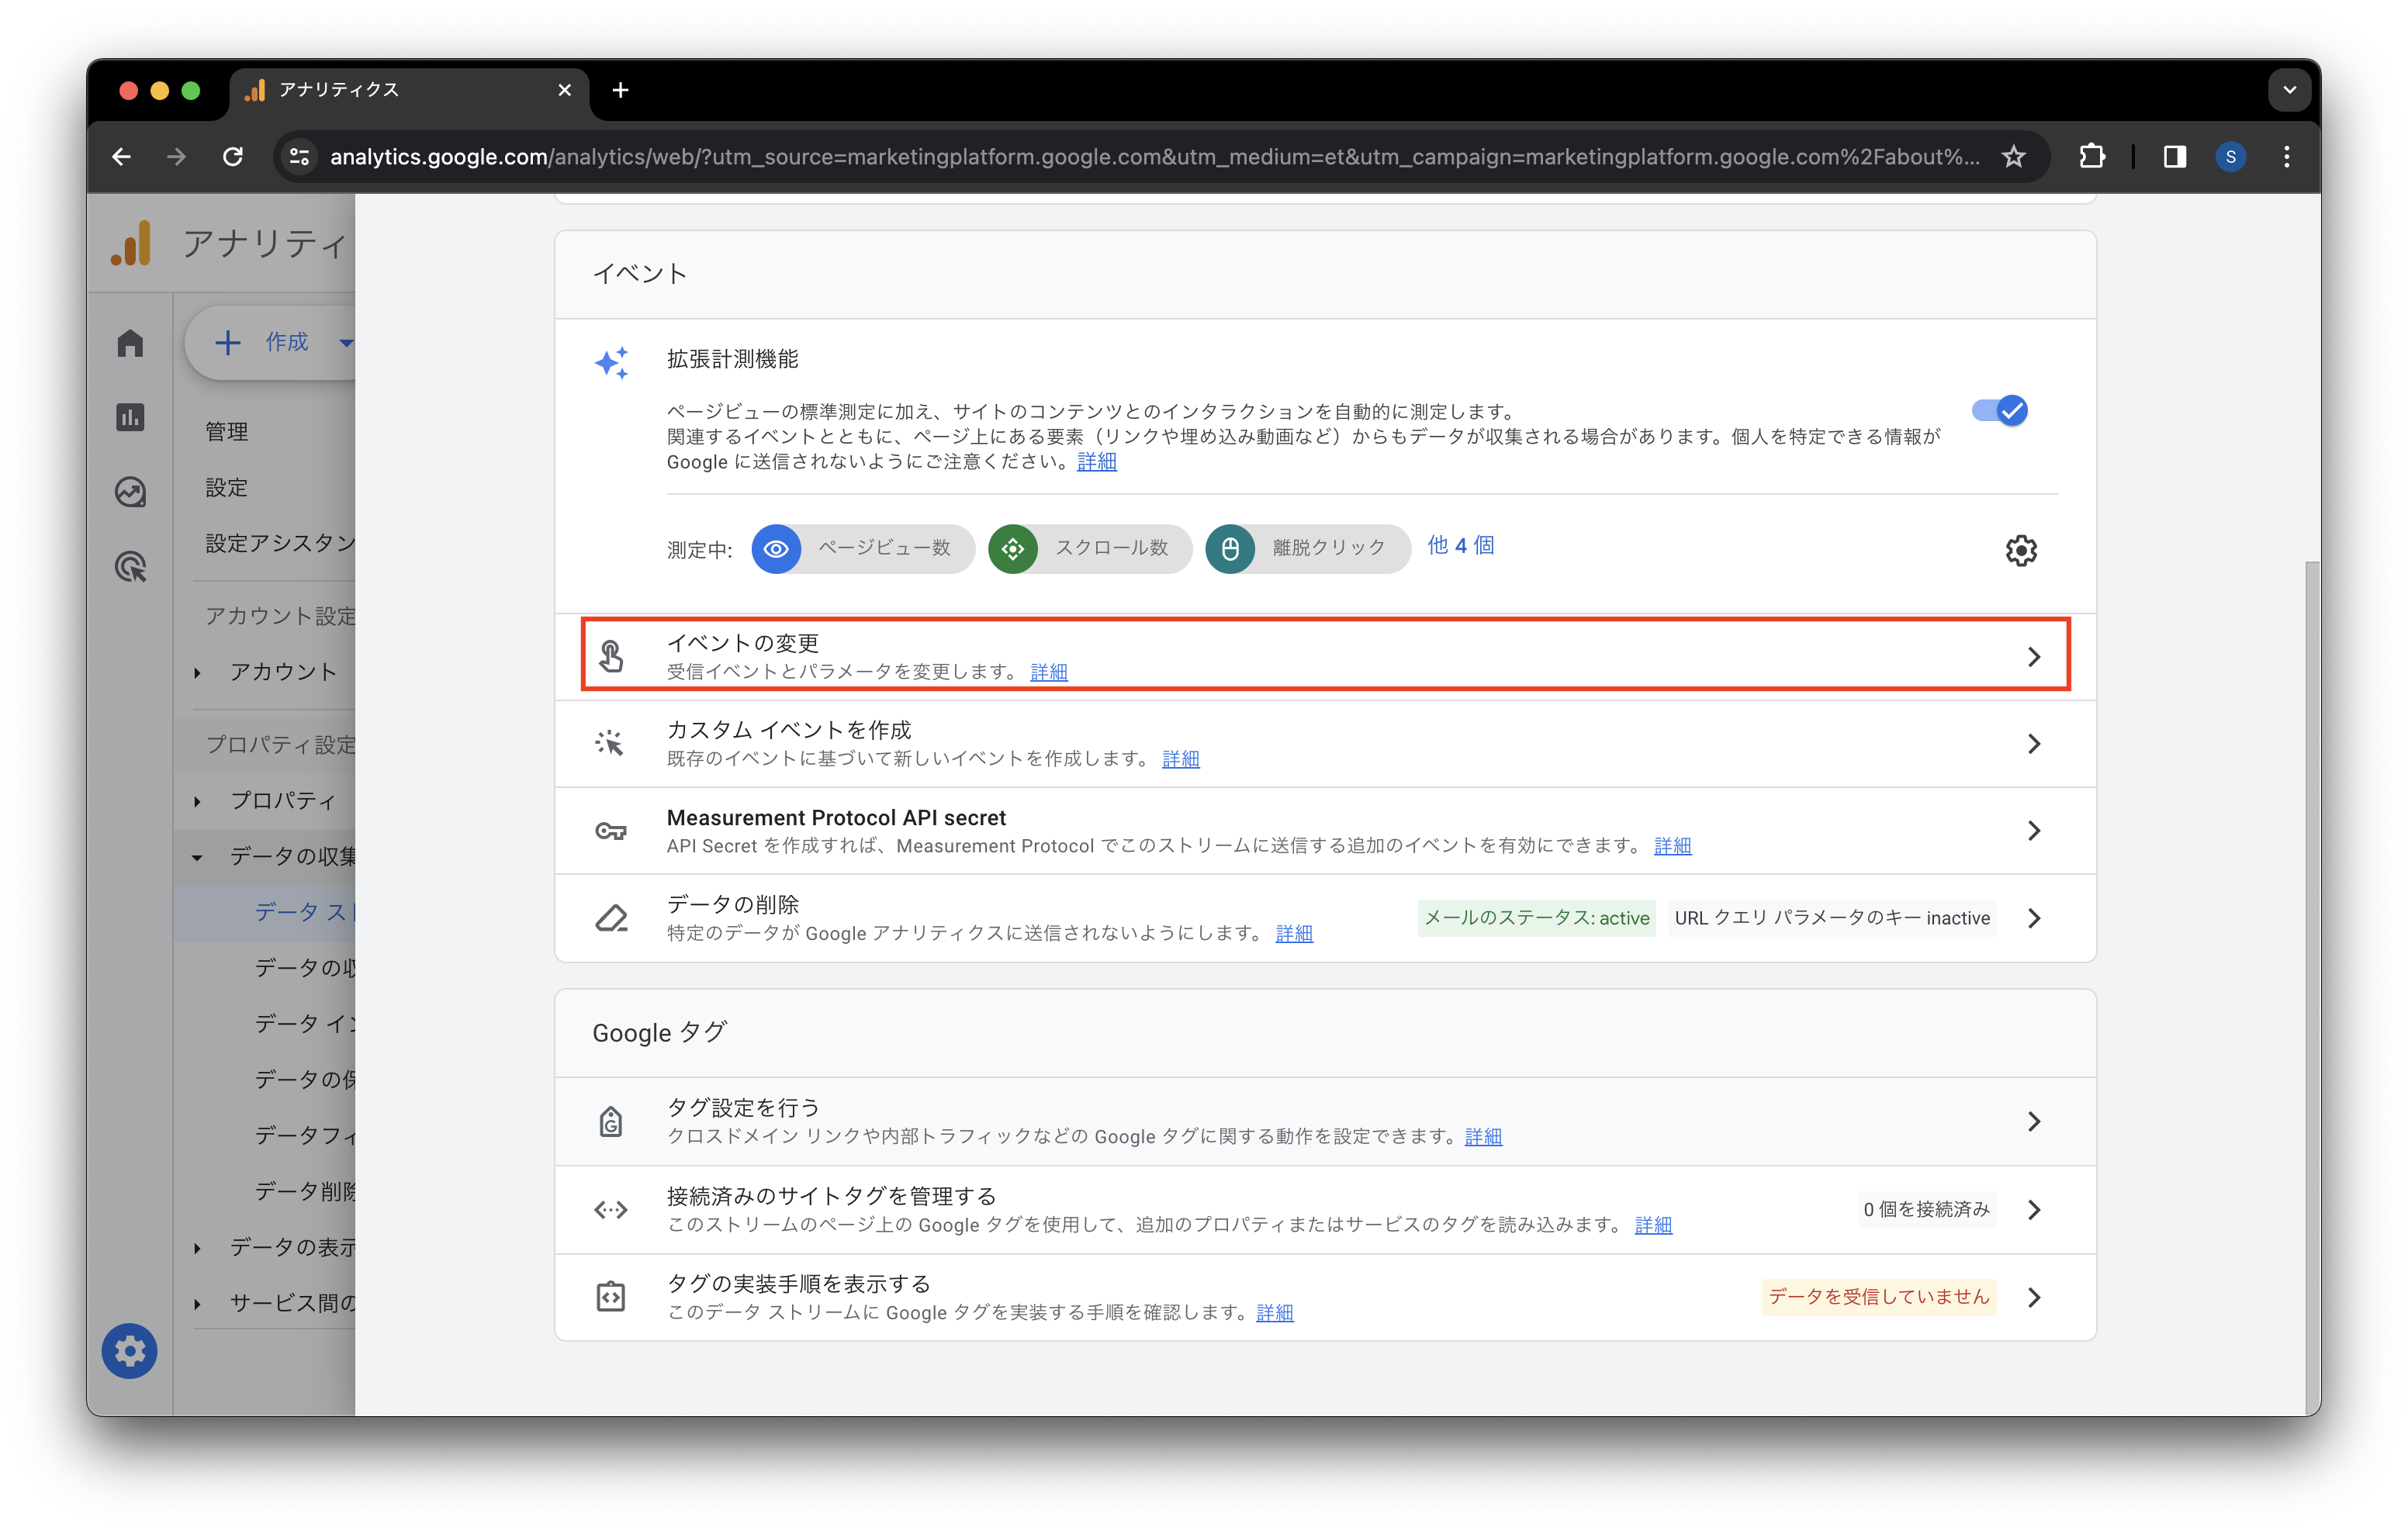 アナリティクス
analytics.google.com/analytics/web/?utm_source=marketingplatform.google.com&utm_medium=et&utm_campaign=marketingplatform.google.com%2Fabout%...
S
アナリティ
作成
管理
設定
設定アシスタン
アカウント設定
アカウント
プロパティ設定
プロパティ
データの収集
データ スト
データの収
データ イン
データの保
データフィ
データ削除
データの表示
サービス間の
イベント
拡張計測機能
ページビューの標準測定に加え、サイトのコンテンツとのインタラクションを自動的に測定します。
関連するイベントとともに、ページ上にある要素（リンクや埋め込み動画など）からもデータが収集される場合があります。個人を特定できる情報が
Google に送信されないようにご注意ください。詳細
測定中: ページビュー数 スクロール数 離脱クリック 他 4 個
イベントの変更
受信イベントとパラメータを変更します。 詳細
カスタム イベントを作成
既存のイベントに基づいて新しいイベントを作成します。 詳細
Measurement Protocol API secret
API Secret を作成すれば、Measurement Protocol でこのストリームに送信する追加のイベントを有効にできます。 詳細
データの削除
特定のデータが Google アナリティクスに送信されないようにします。 詳細
メールのステータス: active URL クエリ パラメータのキー inactive
Google タグ
タグ設定を行う
クロスドメイン リンクや内部トラフィックなどの Google タグに関する動作を設定できます。詳細
接続済みのサイトタグを管理する
このストリームのページ上の Google タグを使用して、追加のプロパティまたはサービスのタグを読み込みます。 詳細
0 個を接続済み
タグの実装手順を表示する
このデータ ストリームに Google タグを実装する手順を確認します。詳細
データを受信していません